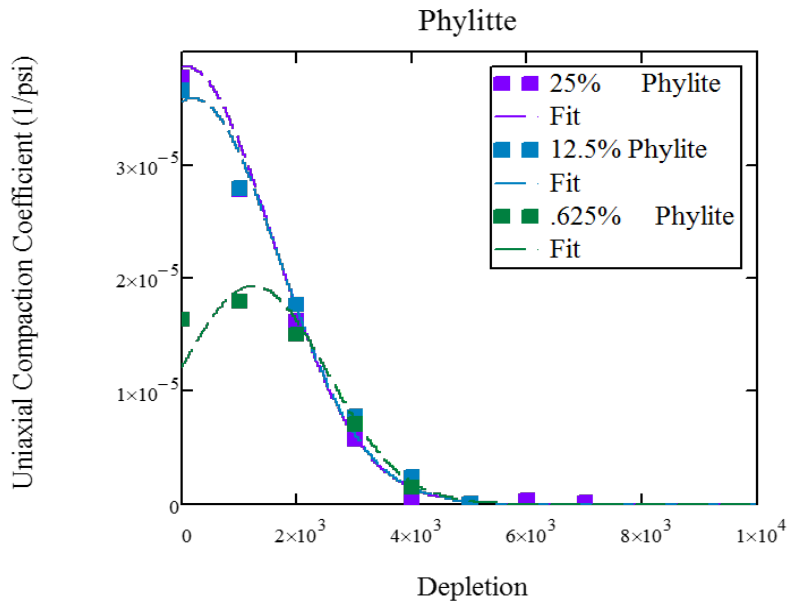 Phylitte
Uniaxial Compaction Coefficient (1/psi)
25% Phylite
Fit
12.5% Phylite
Fit
.625% Phylite
Fit
3×10⁻⁵
2×10⁻⁵
1×10⁻⁵
0
0 2×10³ 4×10³ 6×10³ 8×10³ 1×10⁴
Depletion